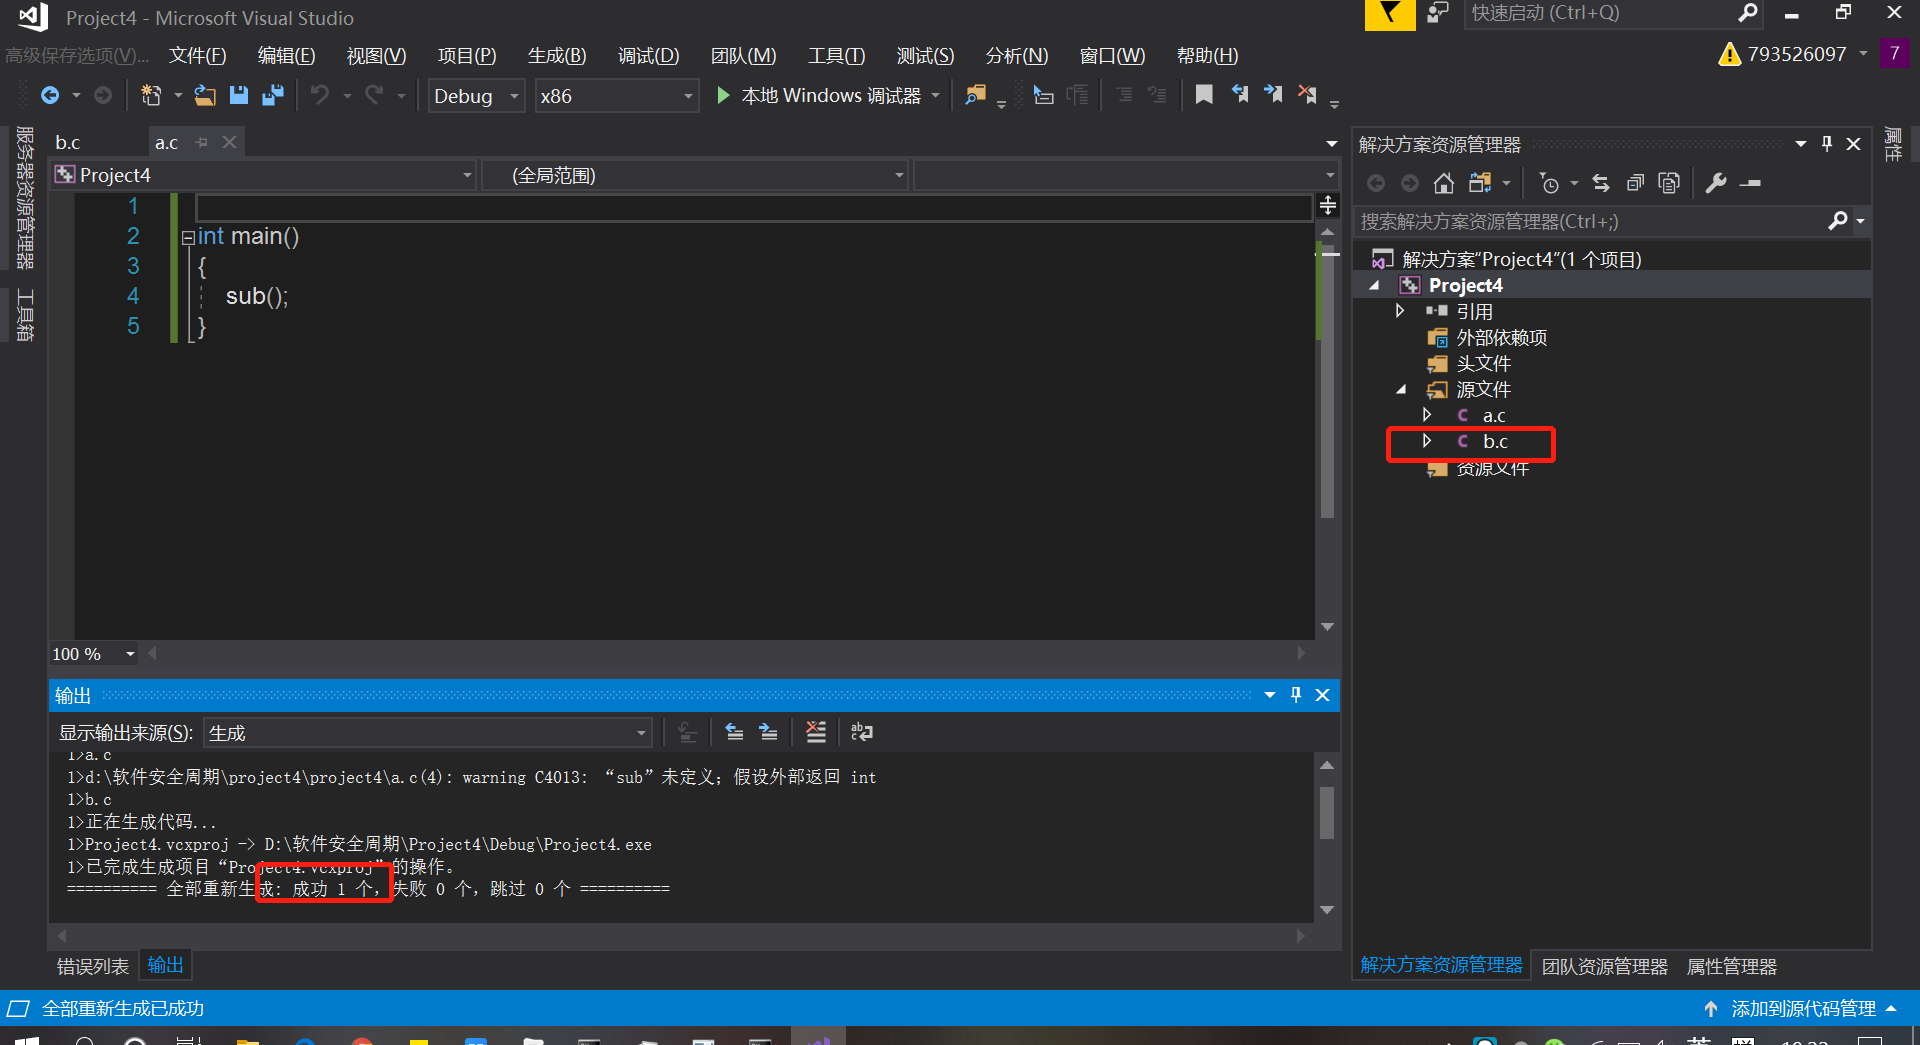 Project4 - Microsoft Visual Studio
快速启动 (Ctrl+Q)
高级保存选项(V)... 文件(F) 编辑(E) 视图(V) 项目(P) 生成(B) 调试(D) 团队(M) 工具(T) 测试(S) 分析(N) 窗口(W) 帮助(H)
793526097 7
Debug x86 本地 Windows 调试器
服务器资源管理器
工具箱
b.c a.c
Project4 (全局范围)
1
2 int main()
3 {
4 sub();
5 }
100 %
输出
显示输出来源(S): 生成
1>a.c
1>d:\软件安全周期\project4\project4\a.c(4): warning C4013: “sub”未定义；假设外部返回 int
1>b.c
1>正在生成代码...
1>Project4.vcxproj -> D:\软件安全周期\Project4\Debug\Project4.exe
1>已完成生成项目“Project4.vcxproj”的操作。
========== 全部重新生成: 成功 1 个，失败 0 个，跳过 0 个 ==========
错误列表 输出
解决方案资源管理器
搜索解决方案资源管理器(Ctrl+;)
解决方案"Project4"(1 个项目)
Project4
引用
外部依赖项
头文件
源文件
a.c
b.c
资源文件
解决方案资源管理器 团队资源管理器 属性管理器
属性
全部重新生成已成功
添加到源代码管理